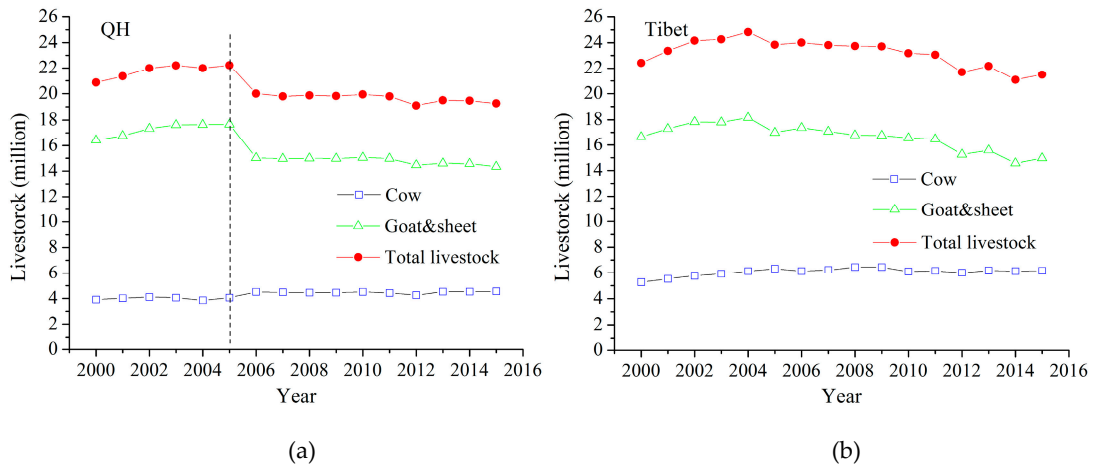 QH
Livestorck (million)
26
24
22
20
18
16
14
12
10
8
6
4
2
0
Cow
Goat&sheet
Total livestock
2000 2002 2004 2006 2008 2010 2012 2014 2016
Year
(a)
Tibet
Livestorck (million)
26
24
22
20
18
16
14
12
10
8
6
4
2
0
Cow
Goat&sheet
Total livestock
2000 2002 2004 2006 2008 2010 2012 2014 2016
Year
(b)